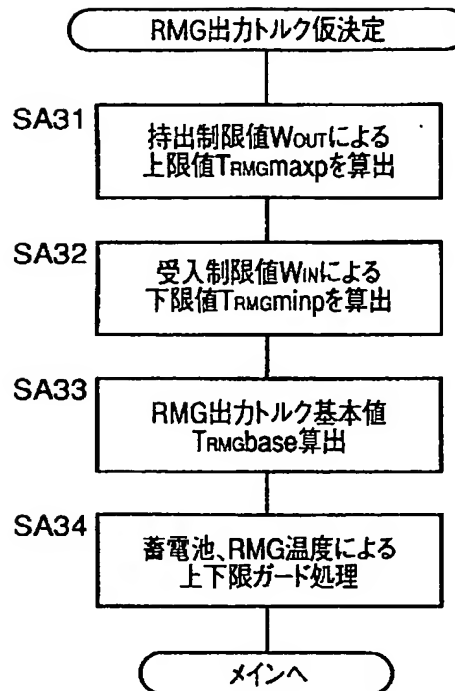 RMG出力トルク仮決定
SA31
持出制限値WOUTによる
上限値TRMGmaxpを算出
SA32
受入制限値WINによる
下限値TRMGminpを算出
SA33
RMG出力トルク基本値
TRMGbase算出
SA34
蓄電池、RMG温度による
上下限ガード処理
メインへ